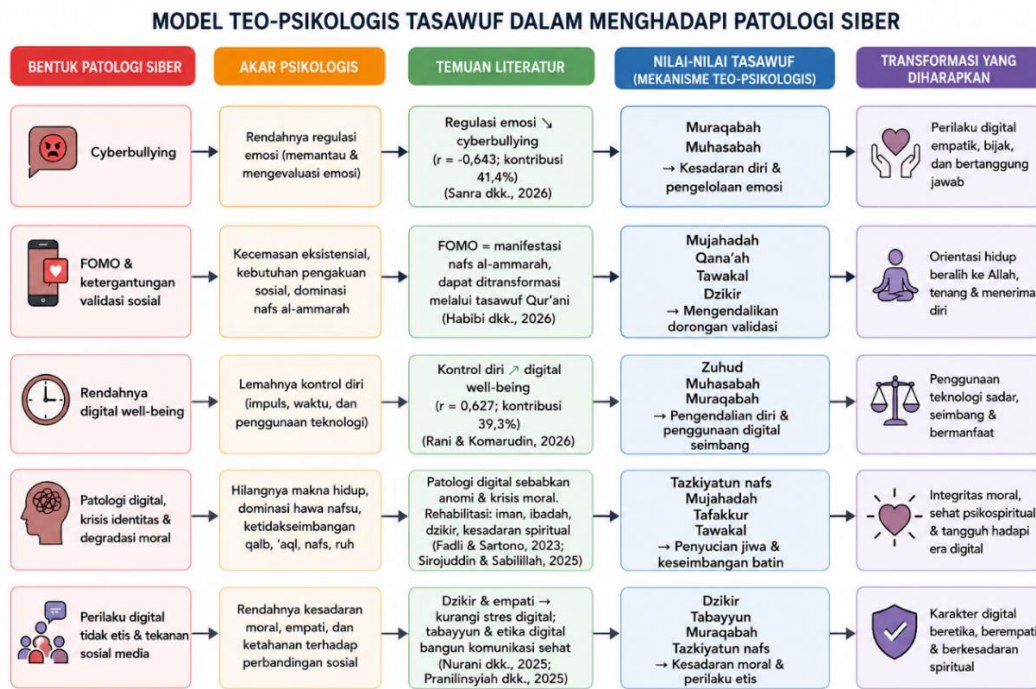 MODEL TEO-PSIKOLOGIS TASAWUF DALAM MENGHADAPI PATOLOGI SIBER
BENTUK PATOLOGI SIBER
AKAR PSIKOLOGIS
TEMUAN LITERATUR
NILAI-NILAI TASAWUF
(MEKANISME TEO-PSIKOLOGIS)
TRANSFORMASI YANG
DIHARAPKAN
Cyberbullying
Rendahnya regulasi
emosi (memantau &
mengevaluasi emosi)
Regulasi emosi ↘
cyberbullying
(r = -0,643; kontribusi
41,4%)
(Sanra dkk., 2026)
Muraqabah
Muhasabah
→ Kesadaran diri &
pengelolaan emosi
Perilaku digital
empatik, bijak,
dan bertanggung
jawab
FOMO &
ketergantungan
validasi sosial
Kecemasan eksistensial,
kebutuhan pengakuan
sosial, dominasi
nafs al-ammarah
FOMO = manifestasi
nafs al-ammarah,
dapat ditransformasi
melalui tasawuf Qur'ani
(Habibi dkk., 2026)
Mujahadah
Qana'ah
Tawakal
Dzikir
→ Mengendalikan
dorongan validasi
Orientasi hidup
beralih ke Allah,
tenang & menerima
diri
Rendahnya
digital well-being
Lemahnya kontrol diri
(impuls, waktu, dan
penggunaan teknologi)
Kontrol diri ↗ digital
well-being
(r = 0,627; kontribusi
39,3%)
(Rani & Komarudin, 2026)
Zuhud
Muhasabah
Muraqabah
→ Pengendalian diri &
penggunaan digital
seimbang
Penggunaan
teknologi sadar,
seimbang &
bermanfaat
Patologi digital,
krisis identitas &
degradasi moral
Hilangnya makna hidup,
dominasi hawa nafsu,
ketidakseimbangan
qalb, 'aql, nafs, ruh
Patologi digital sebabkan
anomi & krisis moral.
Rehabilitasi: iman, ibadah,
dzikir, kesadaran spiritual
(Fadli & Sartono, 2023;
Sirojuddin & Sabilillah, 2025)
Tazkiyatun nafs
Mujahadah
Tafakkur
Tawakal
→ Penyucian jiwa &
keseimbangan batin
Integritas moral,
sehat psikospiritual
& tangguh hadapi
era digital
Perilaku digital
tidak etis & tekanan
sosial media
Rendahnya kesadaran
moral, empati, dan
ketahanan terhadap
perbandingan sosial
Dzikir & empati →
kurangi stres digital;
tabayyun & etika digital
bangun komunikasi sehat
(Nurani dkk., 2025;
Pranilinsyiah dkk., 2025)
Dzikir
Tabayyun
Muraqabah
Tazkiyatun nafs
→ Kesadaran moral &
perilaku etis
Karakter digital
beretika, berempati
& berkesadaran
spiritual